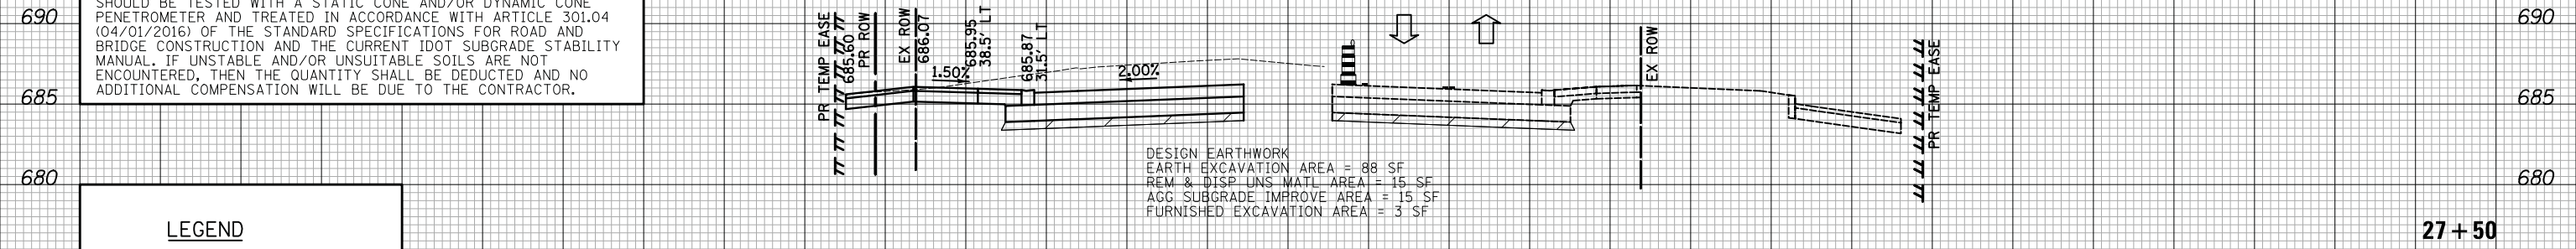 SHOULD BE TESTED WITH A STATIC CONE AND/OR DYNAMIC CONE
PENETROMETER AND TREATED IN ACCORDANCE WITH ARTICLE 301.04
(04/01/2016) OF THE STANDARD SPECIFICATIONS FOR ROAD AND
BRIDGE CONSTRUCTION AND THE CURRENT IDOT SUBGRADE STABILITY
MANUAL. IF UNSTABLE AND/OR UNSUITABLE SOILS ARE NOT
ENCOUNTERED, THEN THE QUANTITY SHALL BE DEDUCTED AND NO
ADDITIONAL COMPENSATION WILL BE DUE TO THE CONTRACTOR.
690
685
680
PR TEMP EASE
685.60
PR ROW
EX ROW
686.07
685.95
38.5' LT
685.87
31.5' LT
1.50%
2.00%
EX ROW
PR TEMP EASE
690
685
680
DESIGN EARTHWORK
EARTH EXCAVATION AREA = 88 SF
REM & DISP UNS MATL AREA = 15 SF
AGG SUBGRADE IMPROVE AREA = 15 SF
FURNISHED EXCAVATION AREA = 3 SF
LEGEND
27+50